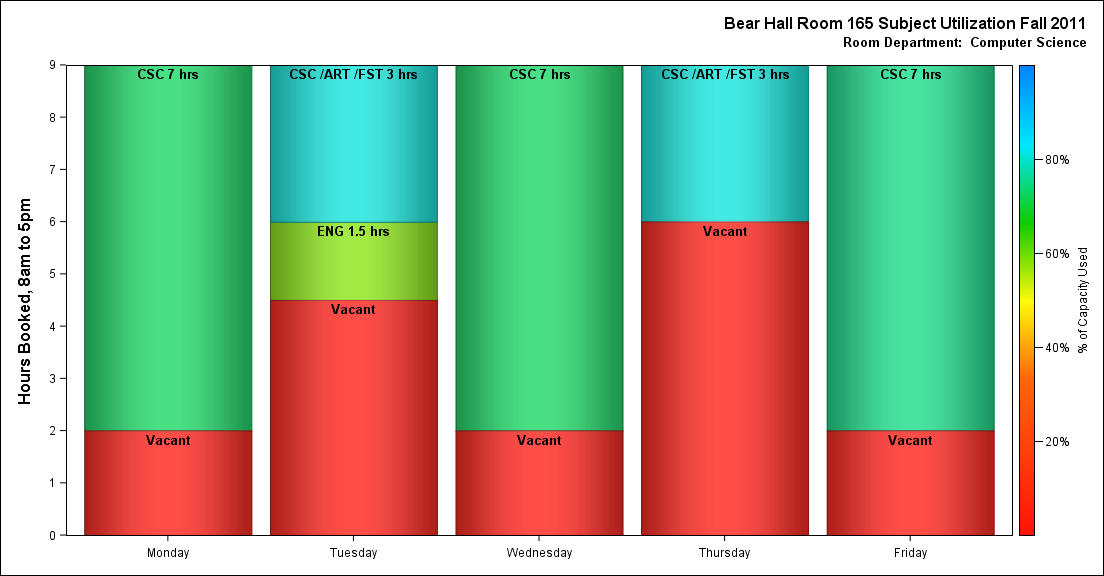 Bear Hall Room 165 Subject Utilization Fall 2011
Room Department:  Computer Science
Hours Booked, 8am to 5pm
9
8
7
6
5
4
3
2
1
0
CSC 7 hrs
Vacant
CSC /ART /FST 3 hrs
ENG 1.5 hrs
Vacant
CSC 7 hrs
Vacant
CSC /ART /FST 3 hrs
Vacant
CSC 7 hrs
Vacant
Monday
Tuesday
Wednesday
Thursday
Friday
80%
60%
40%
20%
% of Capacity Used